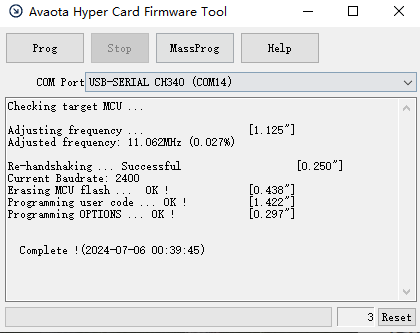 Avaota Hyper Card Firmware Tool
Prog Stop MassProg Help
COM Port USB-SERIAL CH340 (COM14)
Checking target MCU ...
Adjusting frequency ... [1.125"]
Adjusted frequency: 11.062MHz (0.027%)
Re-handshaking ... Successful [0.250"]
Current Baudrate: 2400
Erasing MCU flash ... OK ! [0.438"]
Programming user code ... OK ! [1.422"]
Programming OPTIONS ... OK ! [0.297"]
Complete !(2024-07-06 00:39:45)
3 Reset